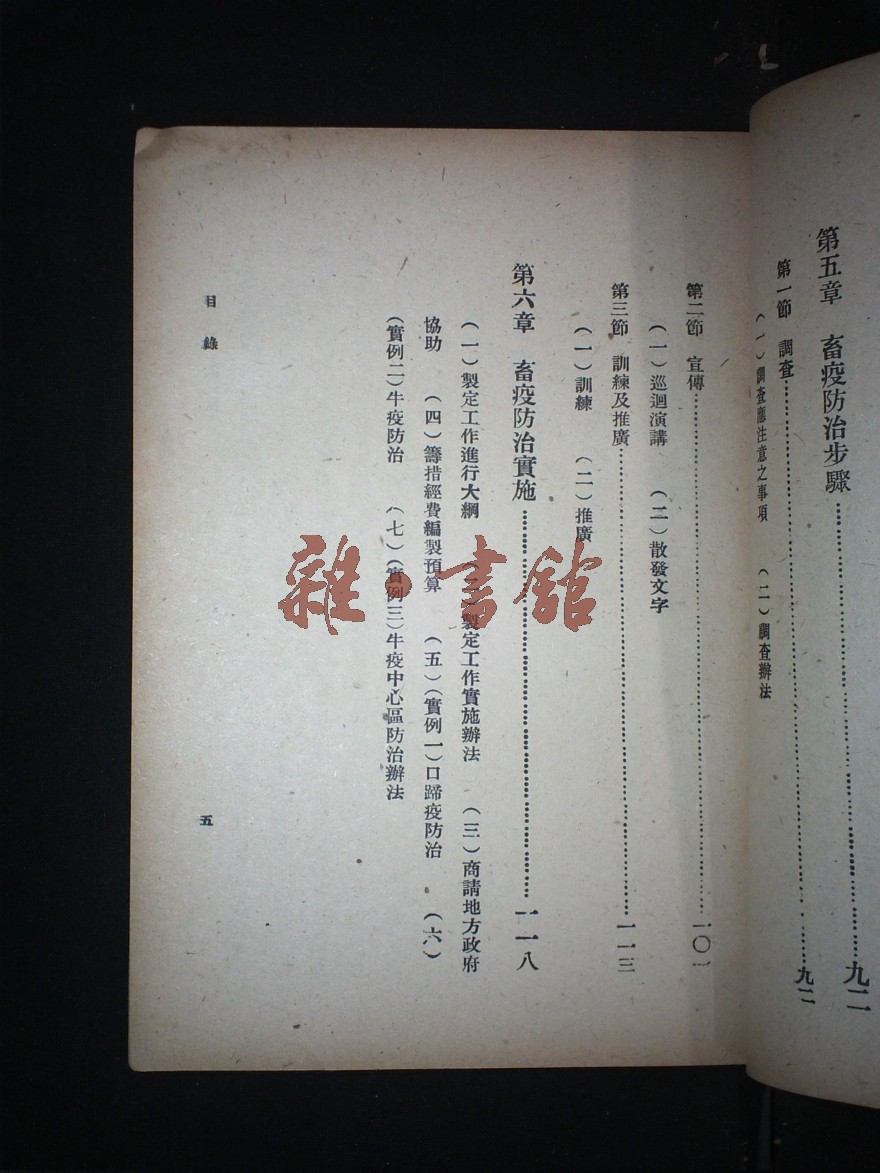 第五章　畜疫防治步驟……九二
第一節　調查……九二
（一）調查應注意之事項　（二）調查辦法
第二節　宣傳……一〇一
（一）巡迴演講　（二）散發文字
第三節　訓練及推廣……一一三
（一）訓練　（二）推廣
第六章　畜疫防治實施……一一八
（一）製定工作進行大綱　（二）製定工作實施辦法　（三）商請地方政府
協助　（四）籌措經費編製預算　（五）（實例一）口蹄疫防治　（六）
（實例二）牛疫防治　（七）（實例三）牛疫中心區防治辦法
目錄
五
雜·書館